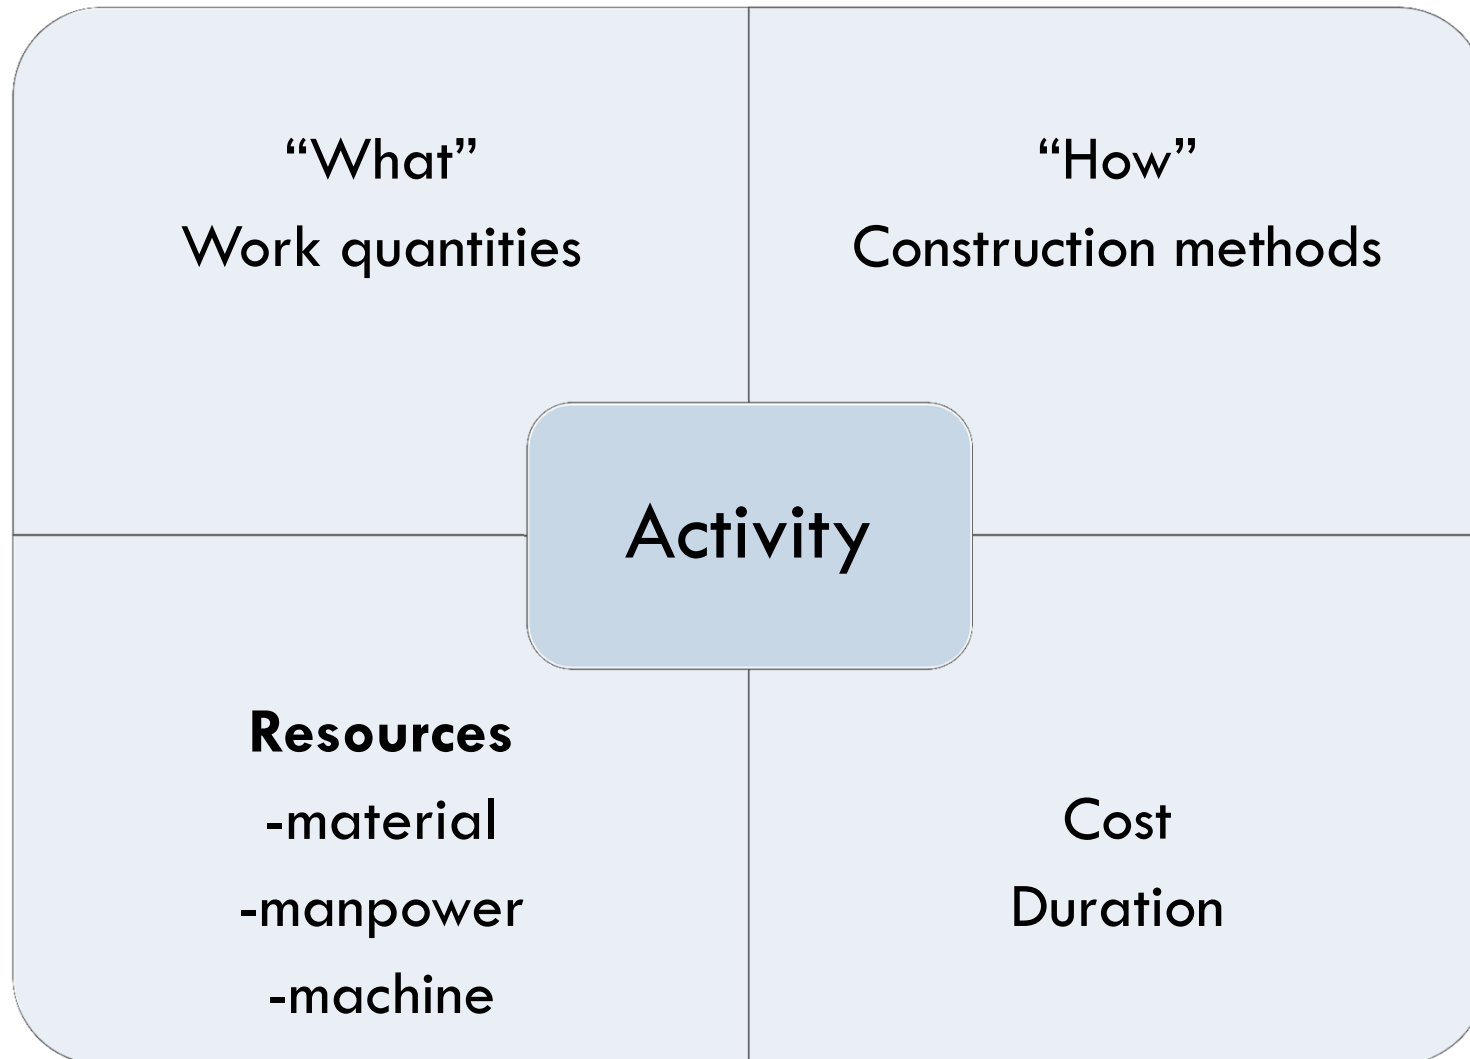 “What”
Work quantities
“How”
Construction methods
Activity
Resources
-material
-manpower
-machine
Cost
Duration